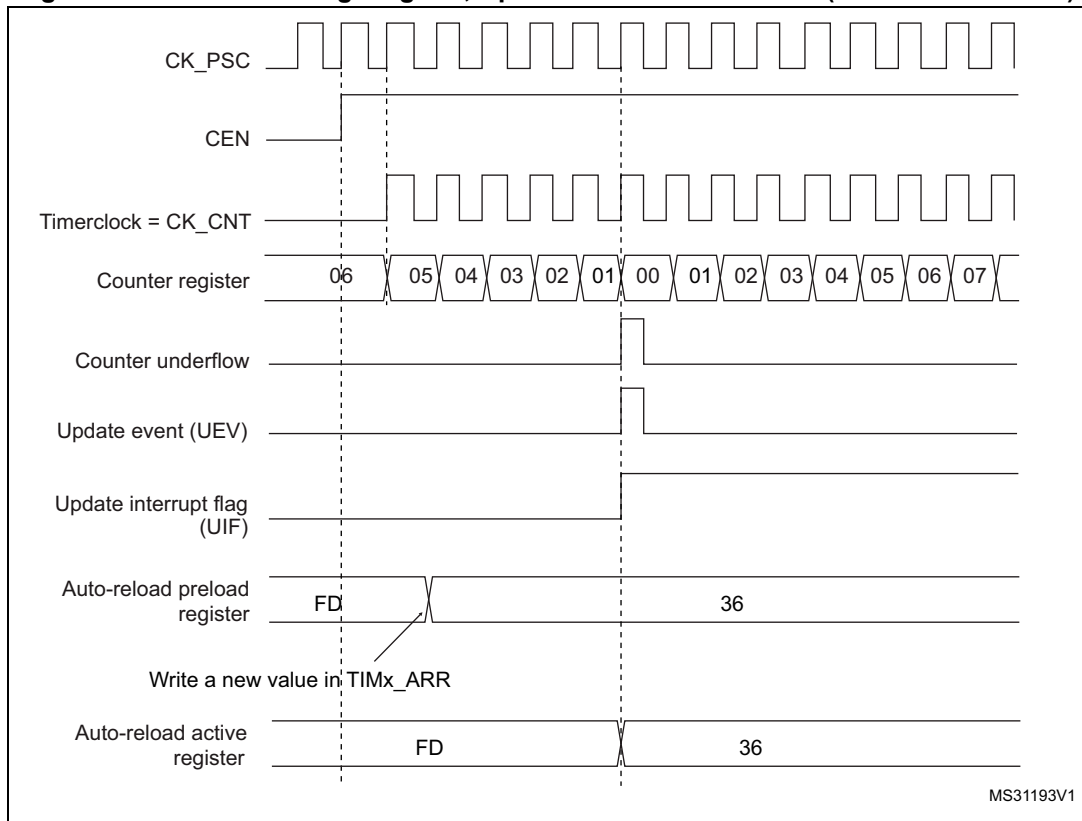 CK_PSC
CEN
Timerclock = CK_CNT
Counter register
06 05 04 03 02 01 00 01 02 03 04 05 06 07
Counter underflow
Update event (UEV)
Update interrupt flag
(UIF)
Auto-reload preload
register
FD 36
Write a new value in TIMx_ARR
Auto-reload active
register
FD 36
MS31193V1